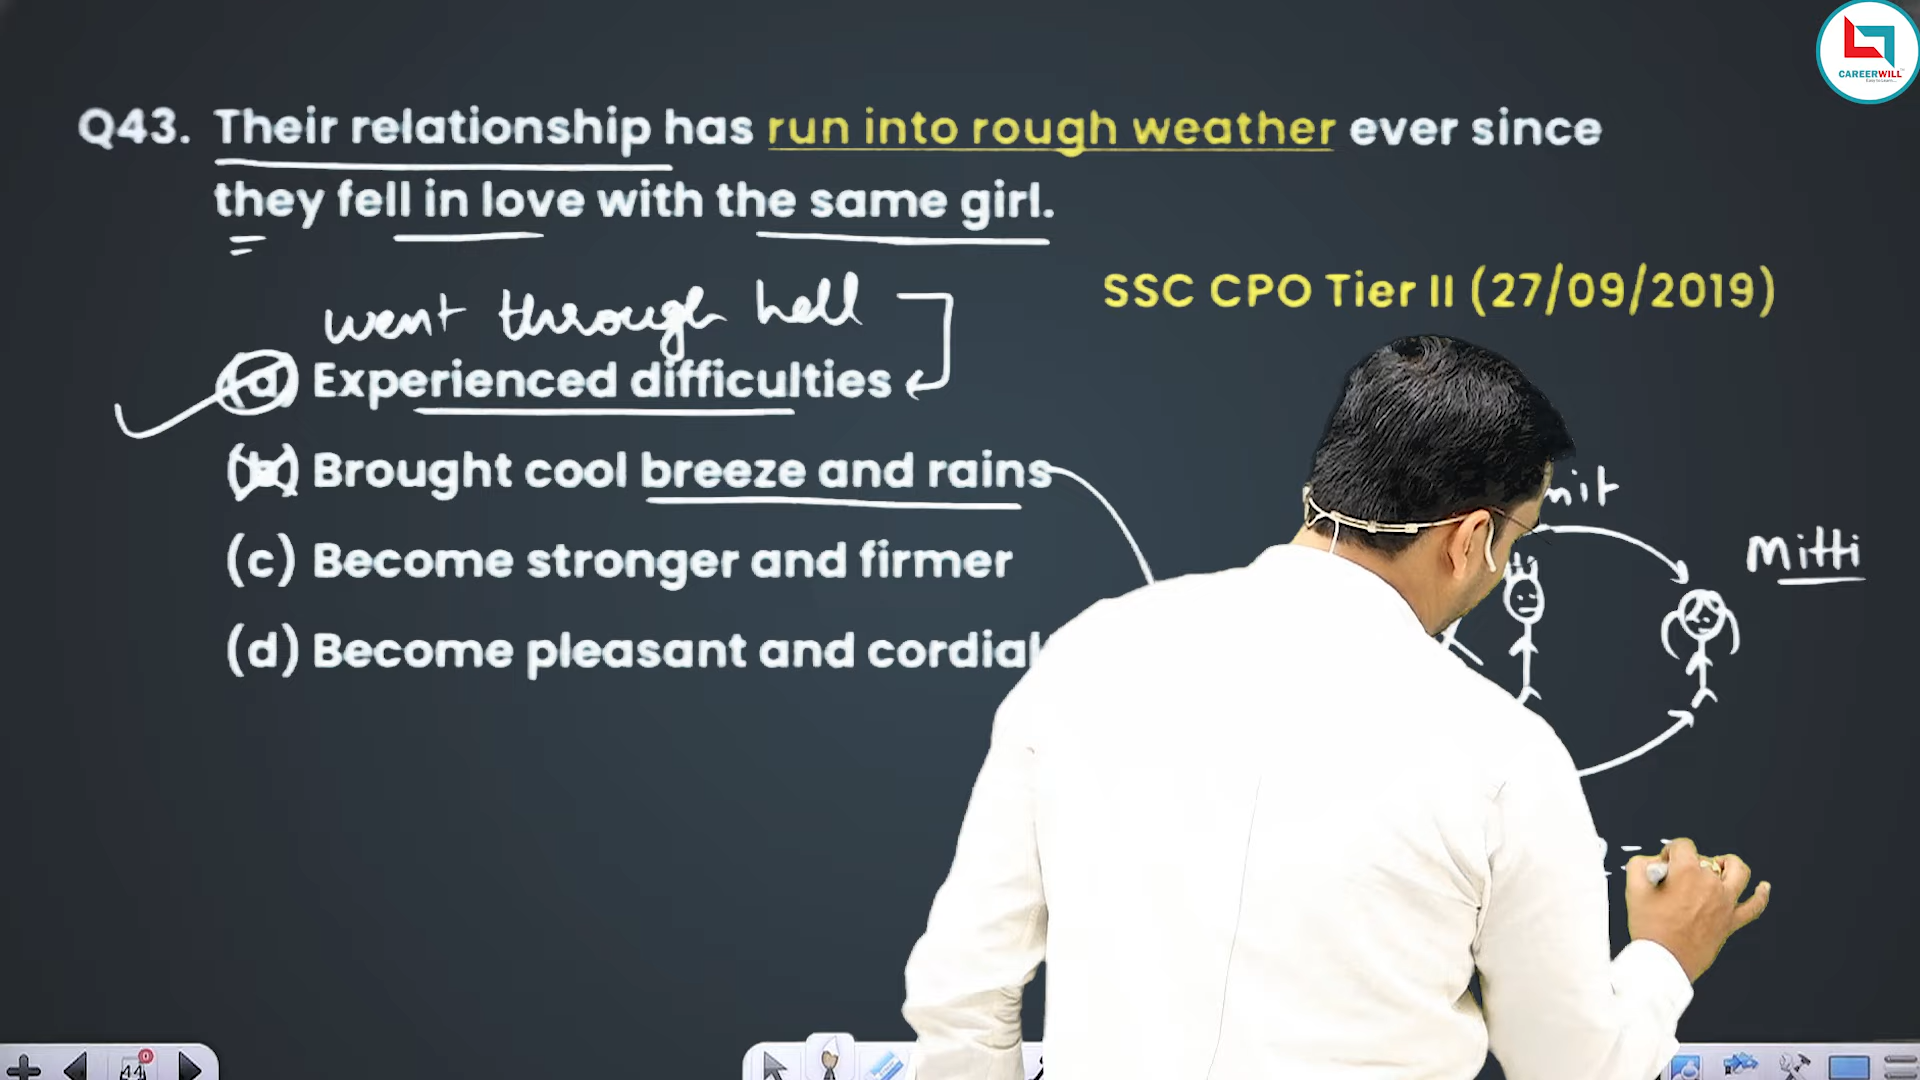 CAREERWILL
Q43. Their relationship has run into rough weather ever since
they fell in love with the same girl.
SSC CPO Tier II (27/09/2019)
went through hell
(a) Experienced difficulties
(b) Brought cool breeze and rains
(c) Become stronger and firmer
(d) Become pleasant and cordial
Mitti
44